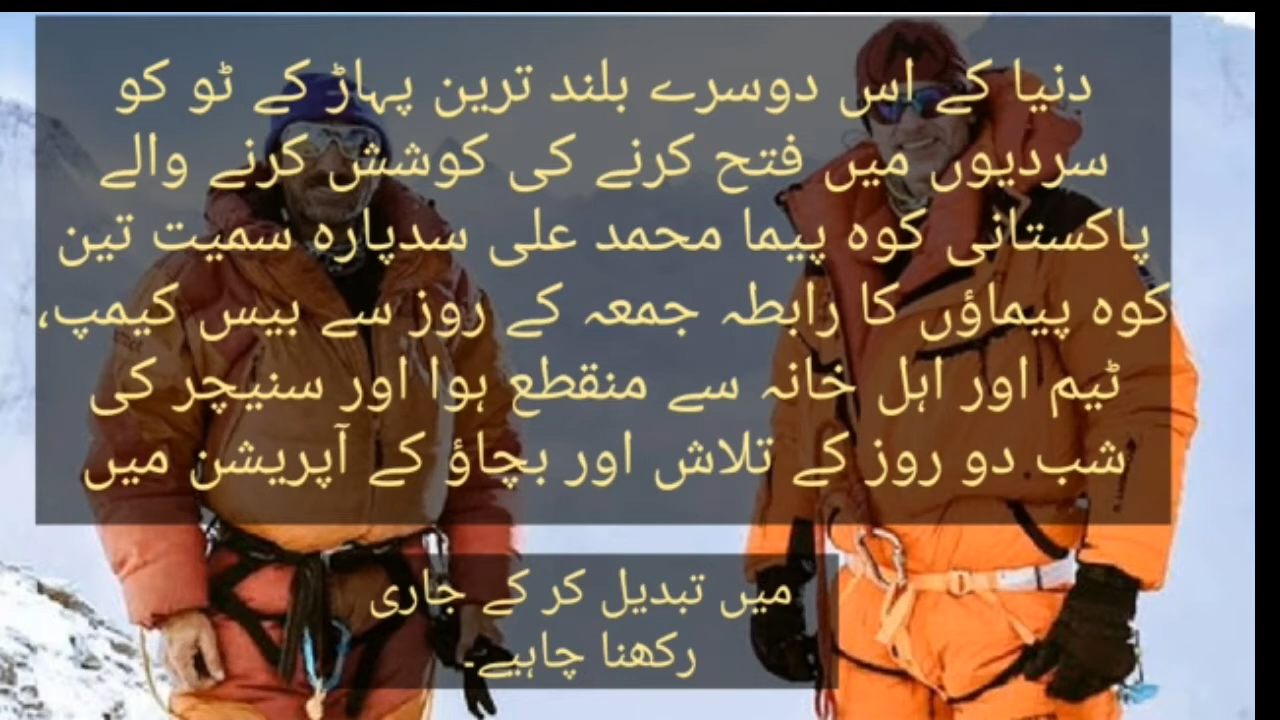 دنیا کے اس دوسرے بلند ترین پہاڑ کے ٹو کو
سردیوں میں فتح کرنے کی کوشش کرنے والے
پاکستانی کوہ پیما محمد علی سدپارہ سمیت تین
کوہ پیماؤں کا رابطہ جمعہ کے روز سے بیس کیمپ،
ٹیم اور اہل خانہ سے منقطع ہوا اور سنیچر کی
شب دو روز کے تلاش اور بچاؤ کے آپریشن میں
میں تبدیل کر کے جاری
رکھنا چاہیے۔